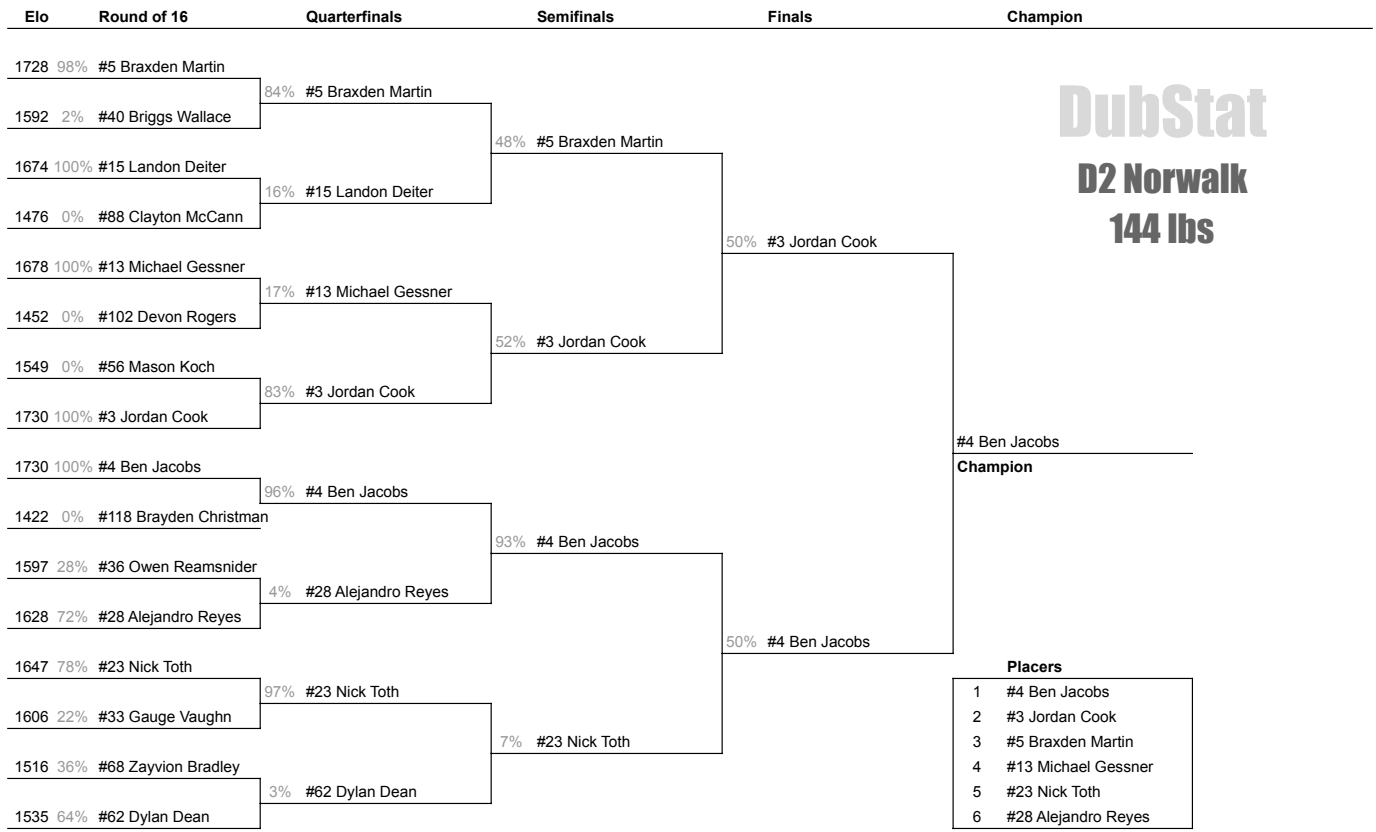 Elo Round of 16 Quarterfinals Semifinals Finals Champion
1728 98% #5 Braxden Martin
84% #5 Braxden Martin
DubStat
1592 2% #40 Briggs Wallace
48% #5 Braxden Martin
1674 100% #15 Landon Deiter
D2 Norwalk
16% #15 Landon Deiter
1476 0% #88 Clayton McCann
144 lbs
50% #3 Jordan Cook
1678 100% #13 Michael Gessner
17% #13 Michael Gessner
1452 0% #102 Devon Rogers
52% #3 Jordan Cook
1549 0% #56 Mason Koch
83% #3 Jordan Cook
1730 100% #3 Jordan Cook
#4 Ben Jacobs
1730 100% #4 Ben Jacobs
Champion
96% #4 Ben Jacobs
1422 0% #118 Brayden Christman
93% #4 Ben Jacobs
1597 28% #36 Owen Reamsnider
4% #28 Alejandro Reyes
1628 72% #28 Alejandro Reyes
50% #4 Ben Jacobs
1647 78% #23 Nick Toth
Placers
97% #23 Nick Toth
1 #4 Ben Jacobs
1606 22% #33 Gauge Vaughn
2 #3 Jordan Cook
7% #23 Nick Toth
3 #5 Braxden Martin
1516 36% #68 Zayvion Bradley
4 #13 Michael Gessner
3% #62 Dylan Dean
5 #23 Nick Toth
1535 64% #62 Dylan Dean
6 #28 Alejandro Reyes